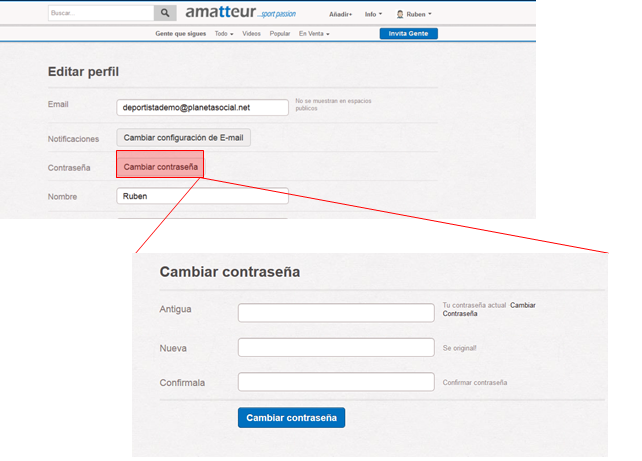 Buscar...
amatteur ...sport passion
Añadir+
Info
Ruben
Gente que sigues
Todo
Videos
Popular
En Venta
Invita Gente
Editar perfil
Email
deportistademo@planetasocial.net
No se muestran en espacios
publicos
Notificaciones
Cambiar configuración de E-mail
Contraseña
Cambiar contraseña
Nombre
Ruben
Cambiar contraseña
Antigua
Tu contraseña actual Cambiar
Contraseña
Nueva
Se original!
Confirmala
Confirmar contraseña
Cambiar contraseña